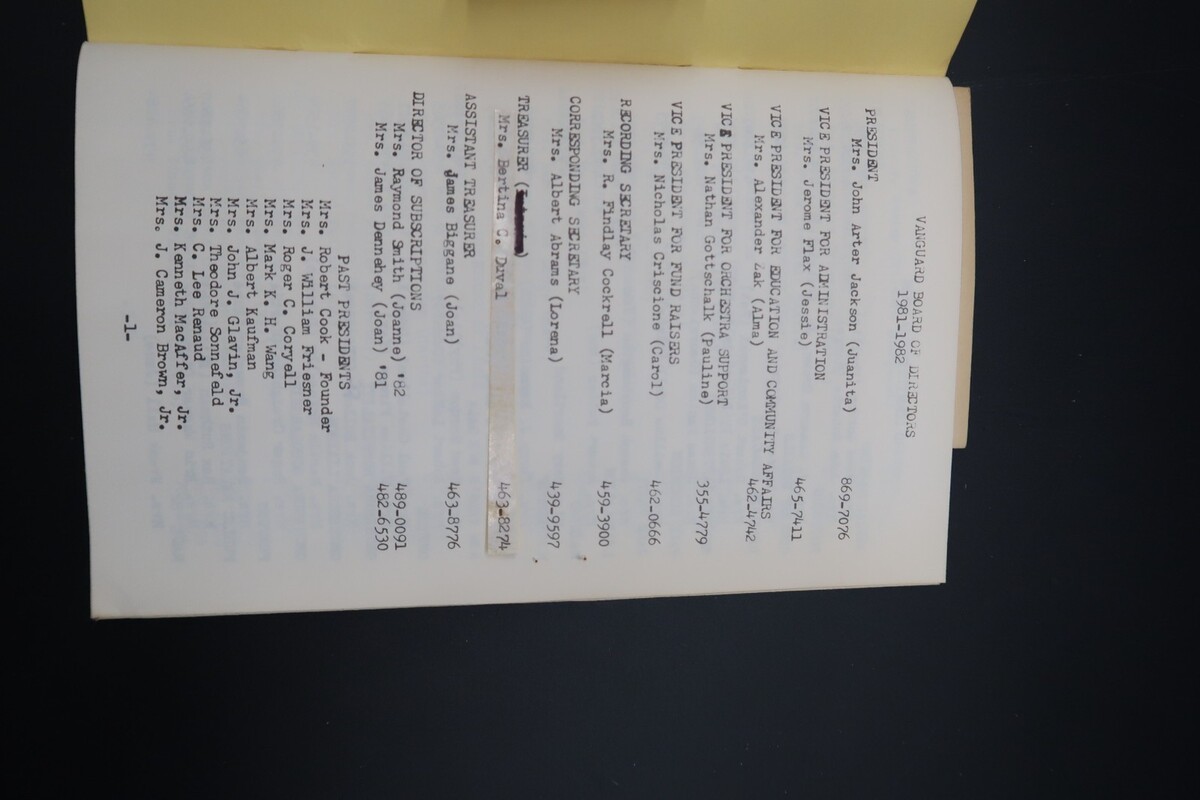 VANGUARD BOARD OF DIRECTORS
1981-1982
PRESIDENT
Mrs. John Arter Jackson (Juanita) 869-7076
VICE PRESIDENT FOR ADMINISTRATION
Mrs. Jerome Flax (Jessie) 465-7411
VICE PRESIDENT FOR EDUCATION AND COMMUNITY AFFAIRS
Mrs. Alexander Zak (Alma) 462-4742
VICE PRESIDENT FOR ORCHESTRA SUPPORT
Mrs. Nathan Gottschalk (Pauline) 355-4779
VICE PRESIDENT FOR FUND RAISERS
Mrs. Nicholas Criscione (Carol) 462-0666
RECORDING SECRETARY
Mrs. R. Findlay Cockrell (Marcia) 459-3900
CORRESPONDING SECRETARY
Mrs. Albert Abrams (Lorena) 439-9597
TREASURER ( )
Mrs. Bertina C. Duval 463-8274
ASSISTANT TREASURER
Mrs. James Biggane (Joan) 463-8776
DIRECTOR OF SUBSCRIPTIONS
Mrs. Raymond Smith (Joanne) '82 489-0091
Mrs. James Dennehey (Joan) '81 482-6530
PAST PRESIDENTS
Mrs. Robert Cook - Founder
Mrs. J. William Friesner
Mrs. Roger C. Coryell
Mrs. Mark K. H. Wang
Mrs. Albert Kaufman
Mrs. John J. Glavin, Jr.
Mrs. Theodore Sonnefeld
Mrs. C. Lee Renaud
Mrs. Kenneth MacAffer, Jr.
Mrs. J. Cameron Brown, Jr.
-1-